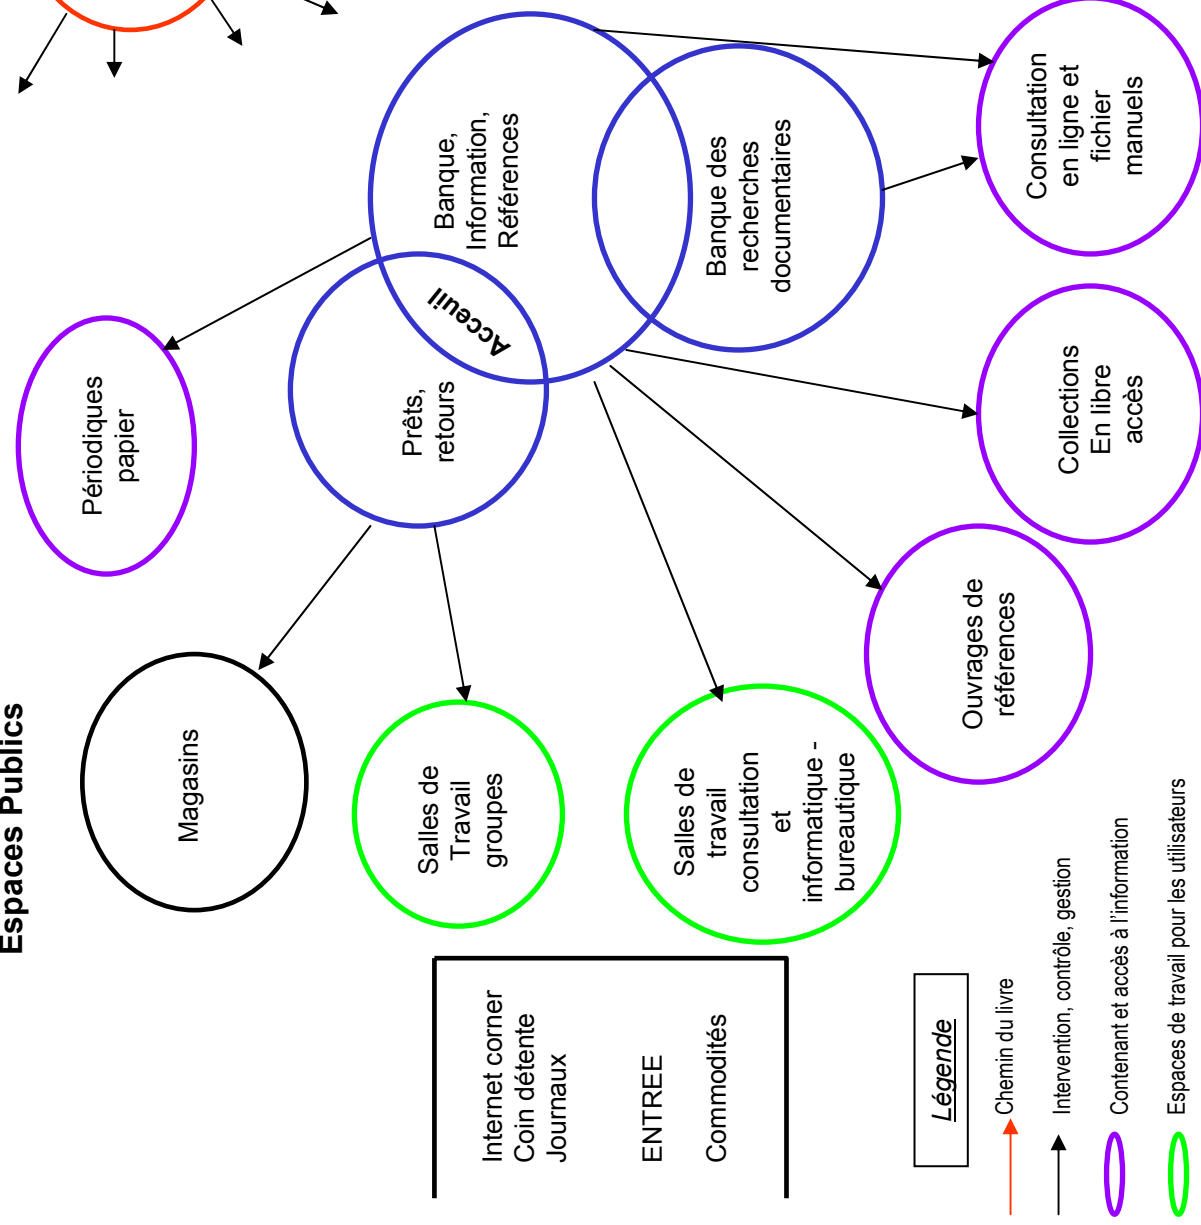 Espaces Publics
Magasins
Périodiques
papier
Salles de
Travail
groupes
Prêts,
retours
Acceuil
Banque,
Information,
Références
Salles de
travail
consultation
et
informatique -
bureautique
Banque des
recherches
documentaires
Ouvrages de
références
Collections
En libre
accès
Consultation
en ligne et
fichier
manuels
Internet corner
Coin détente
Journaux
ENTREE
Commodités
Légende
Chemin du livre
Intervention, contrôle, gestion
Contenant et accès à l'information
Espaces de travail pour les utilisateurs